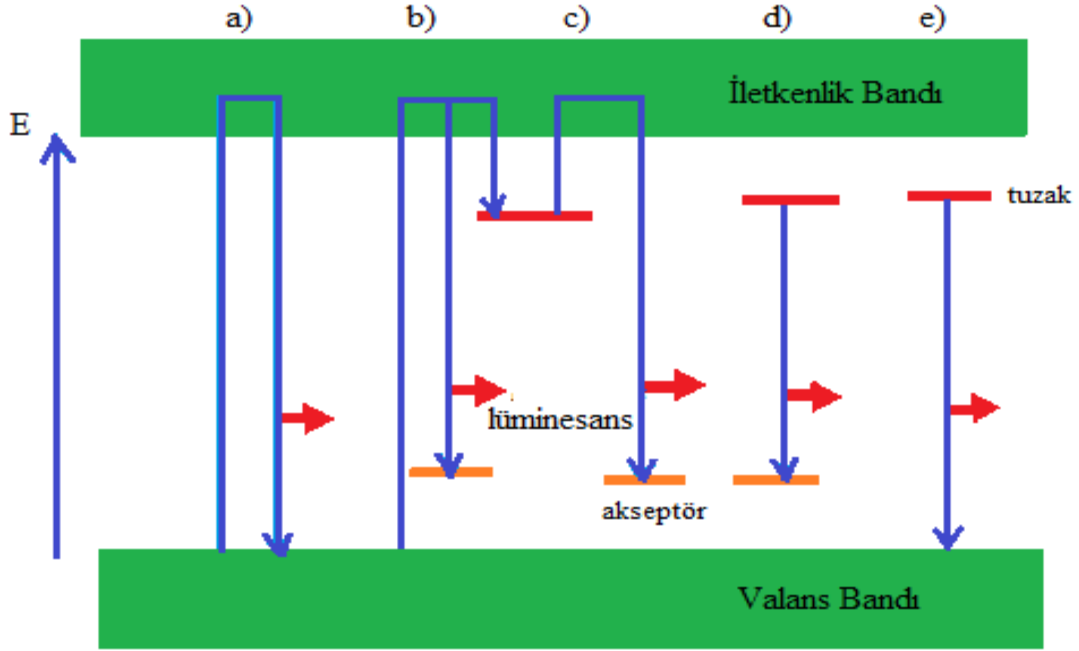 a)
b)
c)
d)
e)
İletkenlik Bandı
E
tuzak
lüminesans
akseptör
Valans Bandı